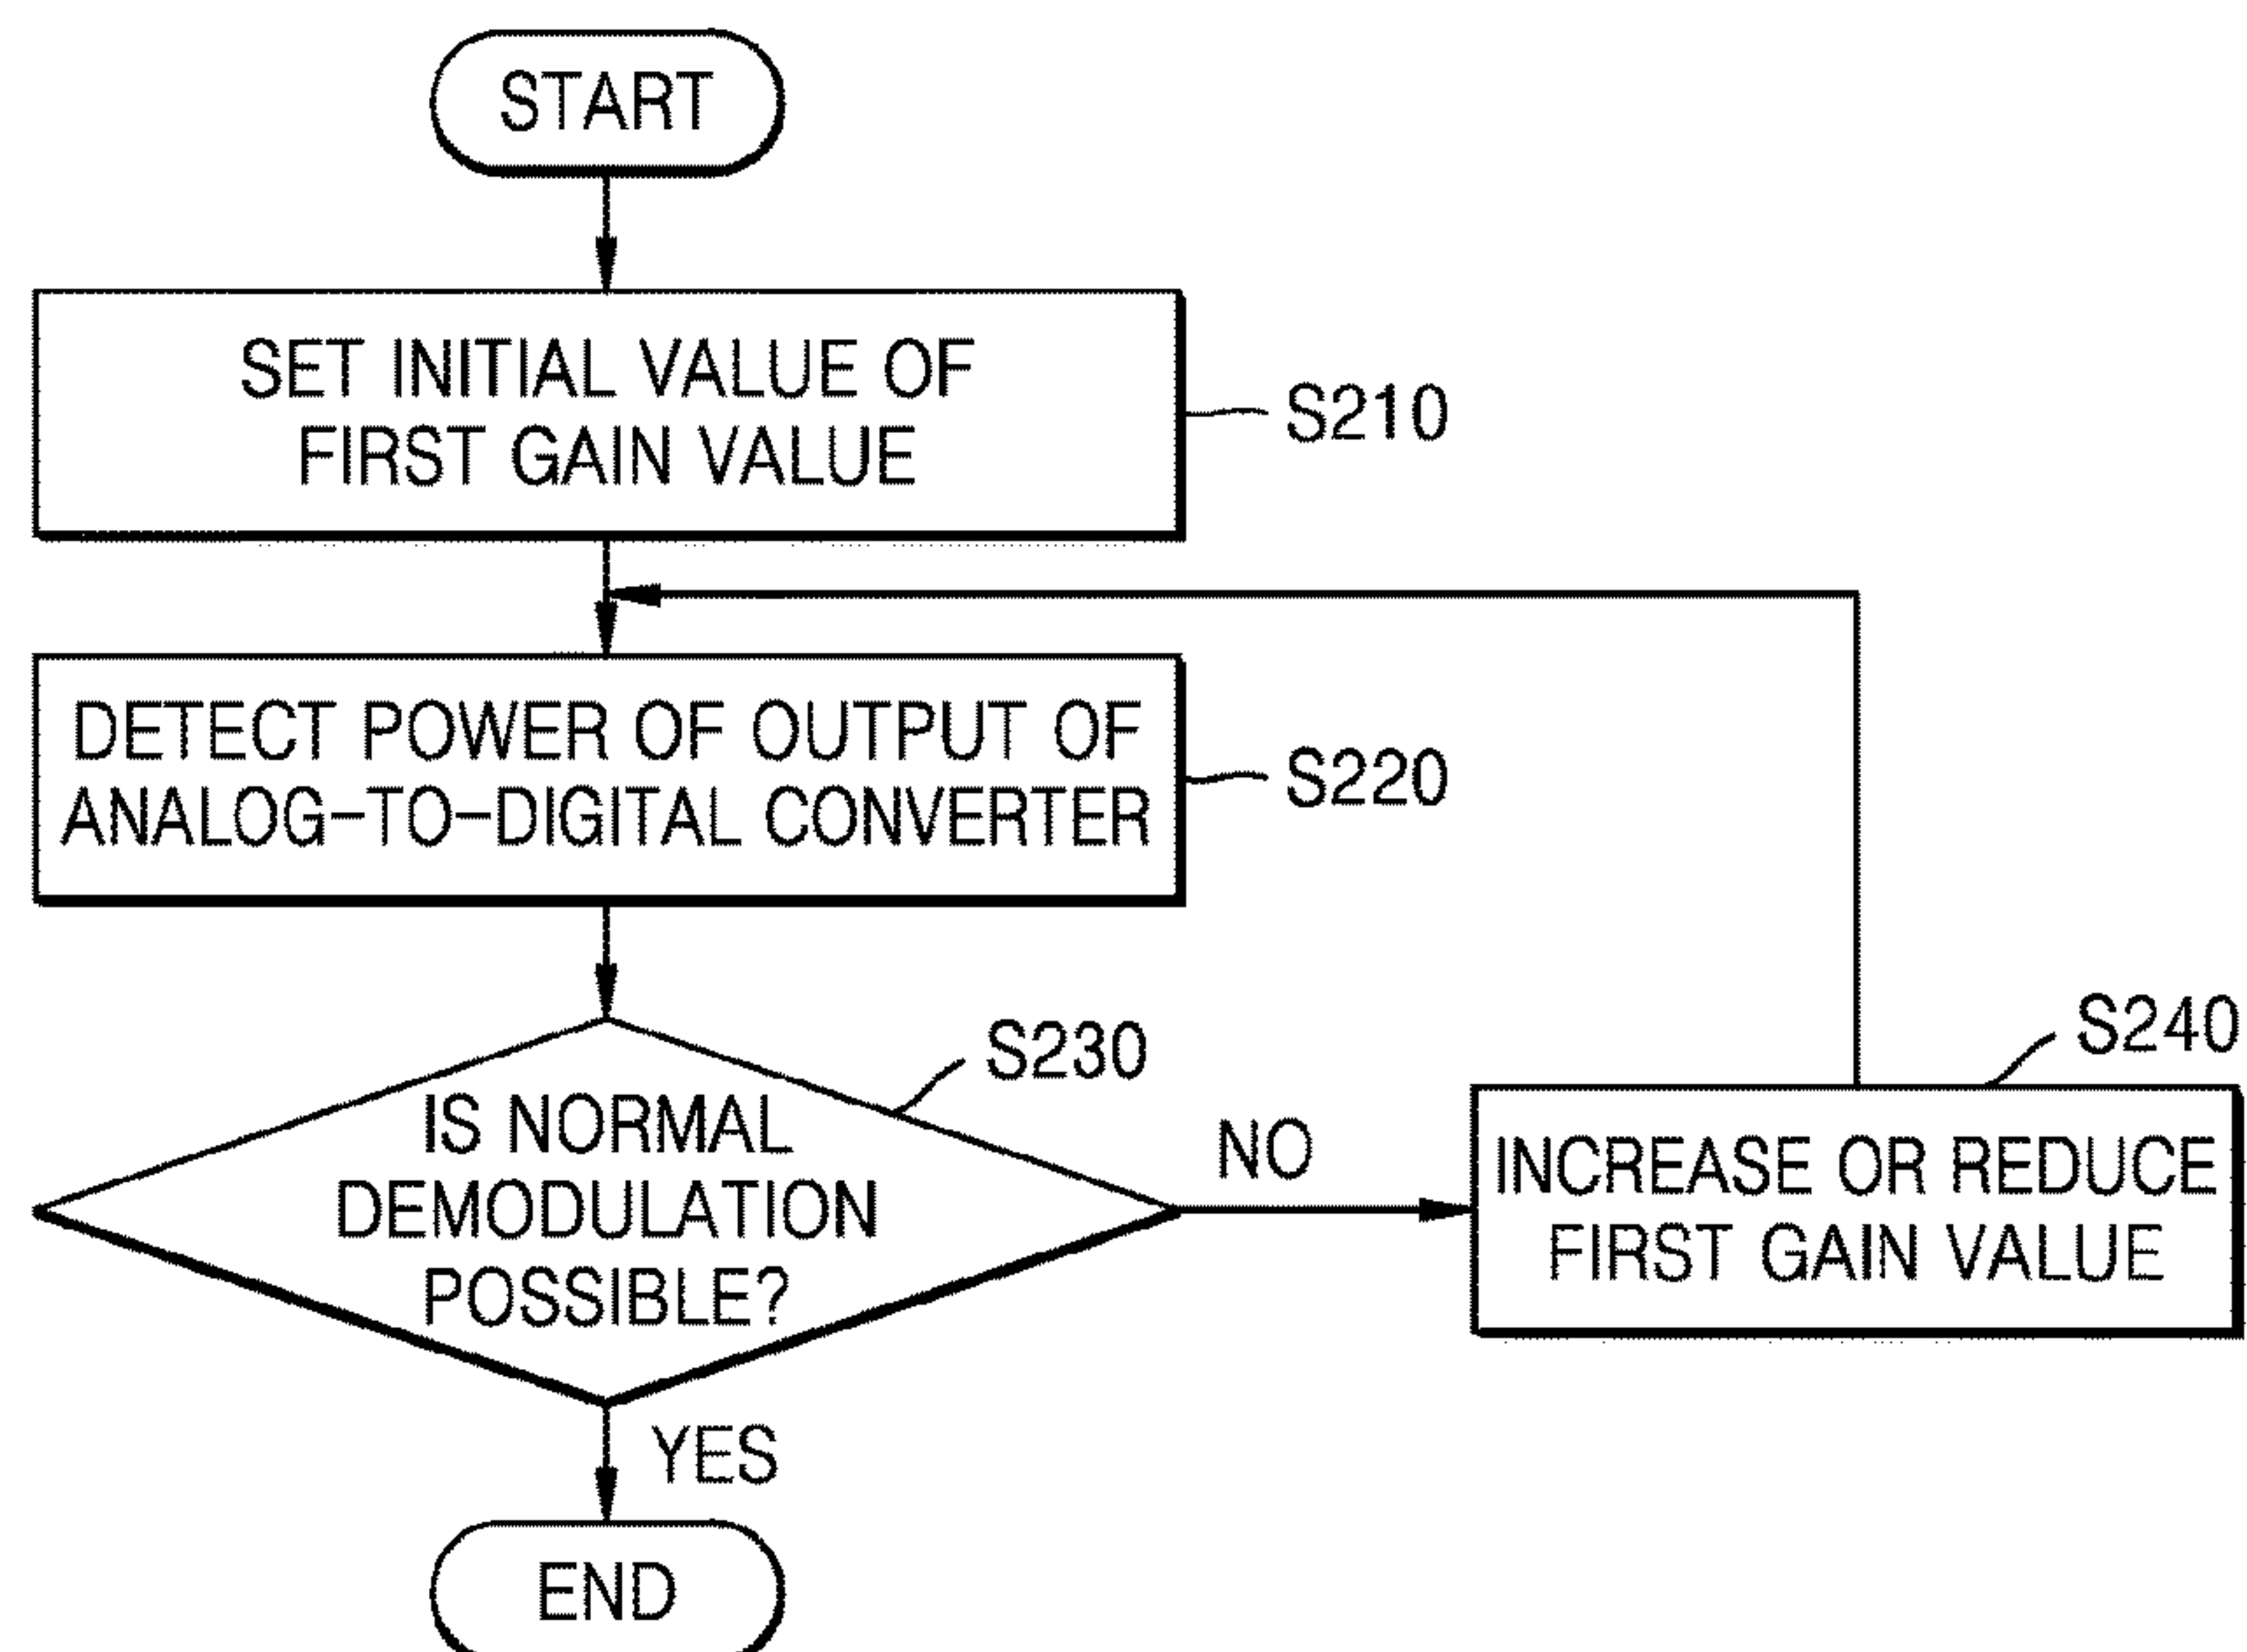 START
SET INITIAL VALUE OF
FIRST GAIN VALUE
S210
DETECT POWER OF OUTPUT OF
ANALOG-TO-DIGITAL CONVERTER
S220
S230
IS NORMAL
DEMODULATION
POSSIBLE?
NO
S240
INCREASE OR REDUCE
FIRST GAIN VALUE
YES
END